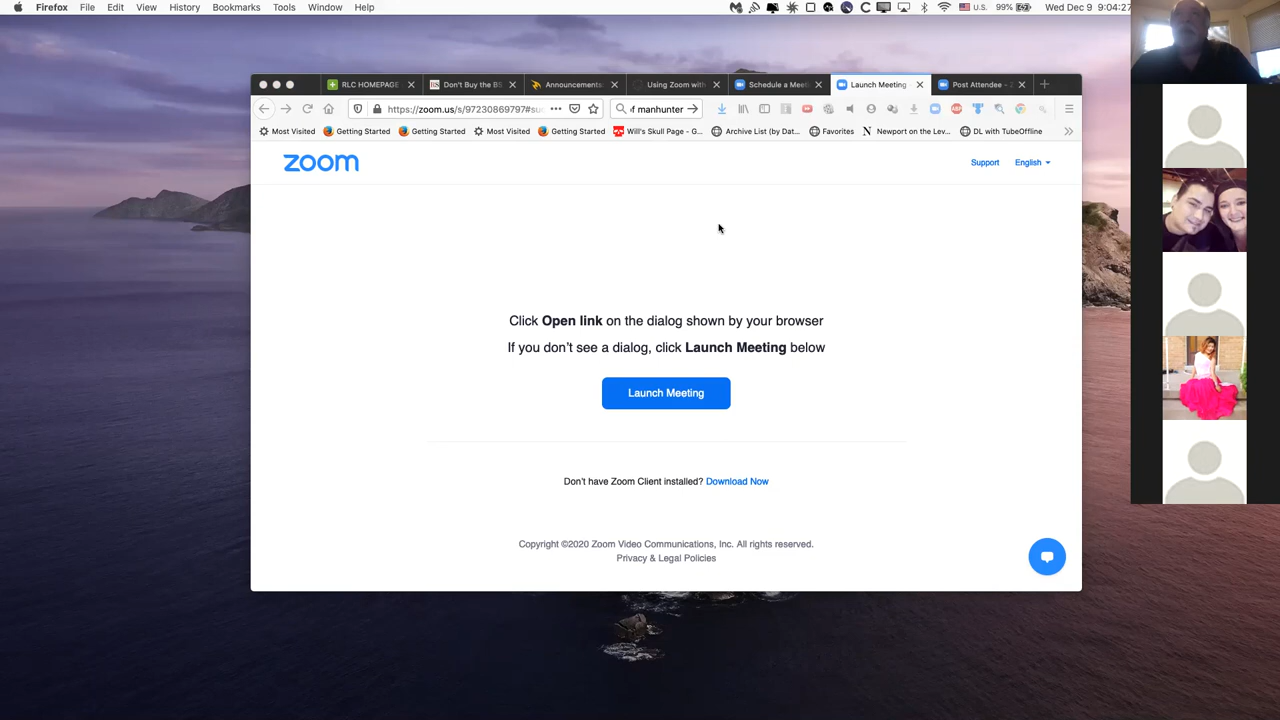 Firefox File Edit View History Bookmarks Tools Window Help U.S. 99% Wed Dec 9 9:04:27
RLC HOMEPAGE Don't Buy the BS Announcements: Using Zoom with Schedule a Meeti Launch Meeting - Post Attendee - Z
https://zoom.us/s/97230869797#su manhunter
Most Visited Getting Started Getting Started Most Visited Getting Started Will's Skull Page - G... Archive List (by Dat... Favorites Newport on the Lev... DL with TubeOffline
zoom Support English
Click Open link on the dialog shown by your browser
If you don't see a dialog, click Launch Meeting below
Launch Meeting
Don't have Zoom Client installed? Download Now
Copyright ©2020 Zoom Video Communications, Inc. All rights reserved.
Privacy & Legal Policies